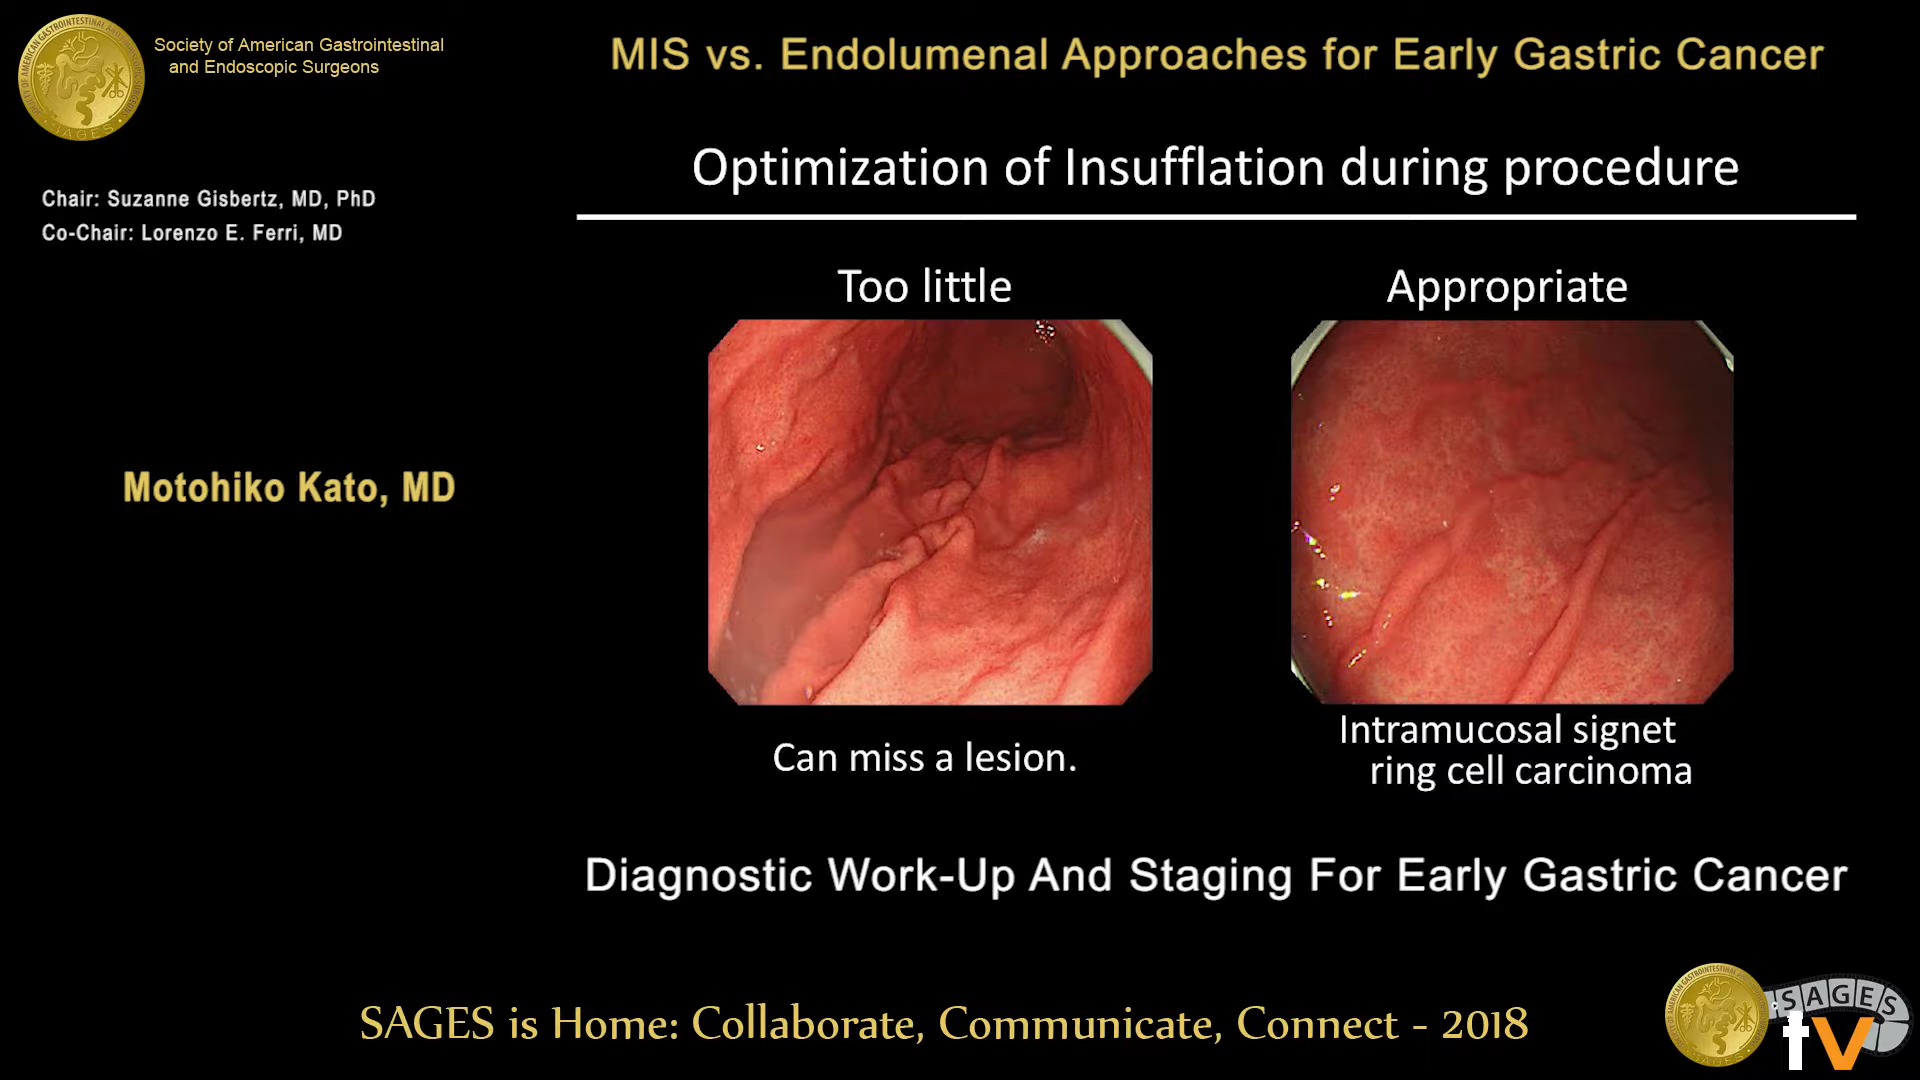 Society of American Gastrointestinal
and Endoscopic Surgeons
MIS vs. Endolumenal Approaches for Early Gastric Cancer
Chair: Suzanne Gisbertz, MD, PhD
Co-Chair: Lorenzo E. Ferri, MD
Motohiko Kato, MD
Optimization of Insufflation during procedure
Too little
Appropriate
Can miss a lesion.
Intramucosal signet
ring cell carcinoma
Diagnostic Work-Up And Staging For Early Gastric Cancer
SAGES is Home: Collaborate, Communicate, Connect - 2018
SAGES
tv